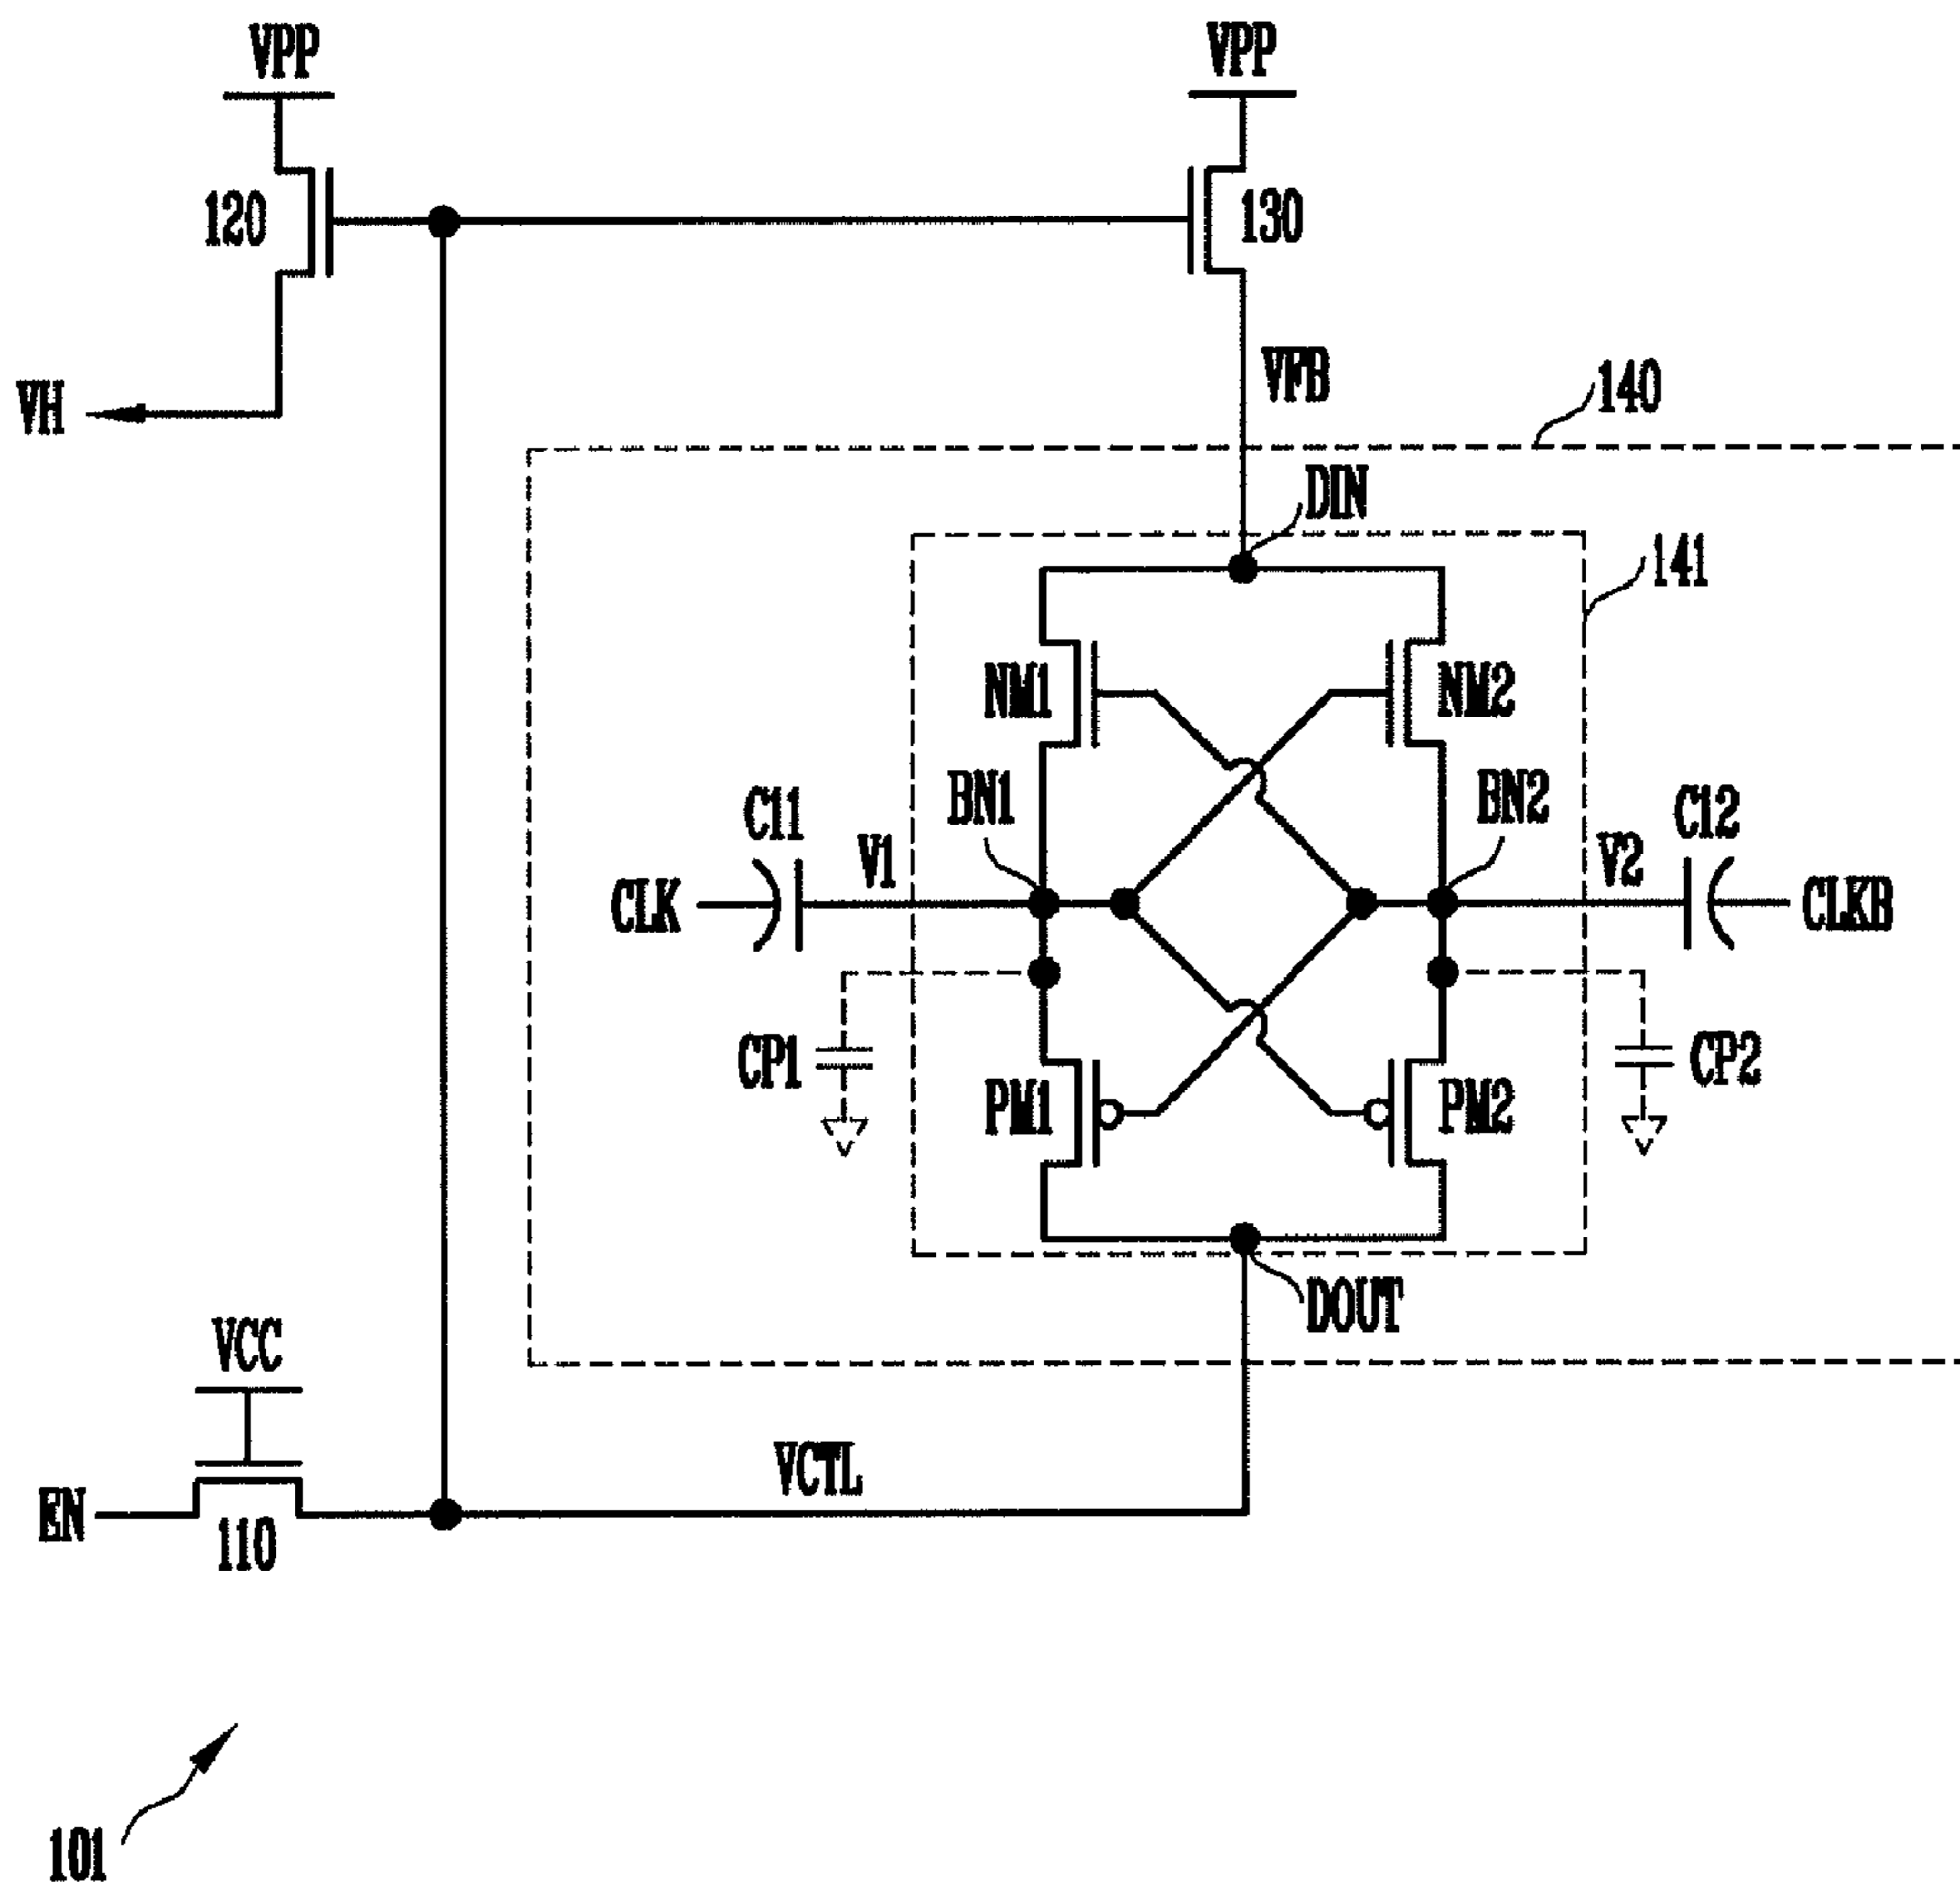 VPP
VPP
120
130
VH
VFB
140
DIN
141
NM1
NM2
BN1
BN2
C11
V1
V2
C12
CLK
CLKB
CP1
CP2
PM1
PM2
DOUT
VCC
VCTL
EN
110
101